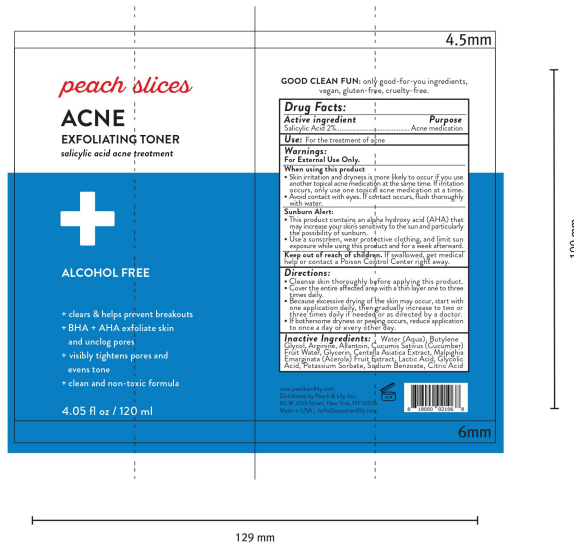 4.5mm
peach slices
ACNE
EXFOLIATING TONER
salicylic acid acne treatment
ALCOHOL FREE
+ clears & helps prevent breakouts
+ BHA + AHA exfoliate skin
and unclog pores
+ visibly tightens pores and
evens tone
+ clean and non-toxic formula
4.05 fl oz / 120 ml
GOOD CLEAN FUN: only good-for-you ingredients,
vegan, gluten-free, cruelty-free.
Drug Facts:
Active ingredient Purpose
Salicylic Acid 2%.................................. Acne medication
Use: For the treatment of acne
Warnings:
For External Use Only.
When using this product
• Skin irritation and dryness is more likely to occur if you use
another topical acne medication at the same time. If irritation
occurs, only use one topical acne medication at a time.
• Avoid contact with eyes. If contact occurs, flush thoroughly
with water.
Sunburn Alert:
• This product contains an alpha hydroxy acid (AHA) that
may increase your skin's sensitivity to the sun and particularly
the possibility of sunburn.
• Use a sunscreen, wear protective clothing, and limit sun
exposure while using this product and for a week afterward.
Keep out of reach of children. If swallowed, get medical
help or contact a Poison Control Center right away.
Directions:
• Cleanse skin thoroughly before applying this product.
• Cover the entire affected area with a thin layer one to three
times daily.
• Because excessive drying of the skin may occur, start with
one application daily, then gradually increase to two or
three times daily if needed or as directed by a doctor.
• If bothersome dryness or peeling occurs, reduce application
to once a day or every other day.
Inactive Ingredients: Water (Aqua), Butylene
Glycol, Arginine, Allantoin, Cucumis Sativus (Cucumber)
Fruit Water, Glycerin, Centella Asiatica Extract, Malpighia
Emarginata (Acerola) Fruit Extract, Lactic Acid, Glycolic
Acid, Potassium Sorbate, Sodium Benzoate, Citric Acid
www.peachandlily.com
Distributed by Peach & Lily, Inc.
Street, New York, NY
Made in USA | hello@peachandlily.com
8 18000 02106 8
6mm
129 mm
100 mm